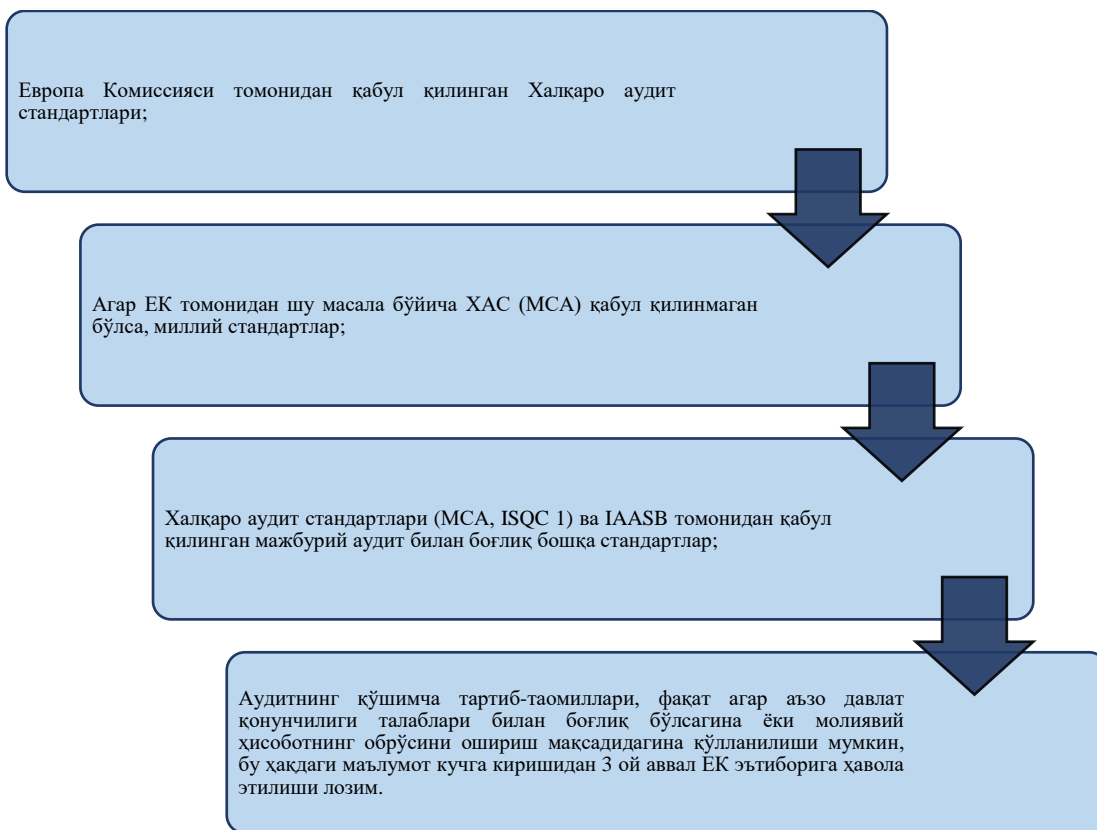 Европа Комиссияси томонидан қабул қилинган Халқаро аудит
стандартлари;
Агар ЕК томонидан шу масала бўйича ХАС (МСА) қабул қилинмаган
бўлса, миллий стандартлар;
Халқаро аудит стандартлари (МСА, ISQC 1) ва IAASB томонидан қабул
қилинган мажбурий аудит билан боғлиқ бошқа стандартлар;
Аудитнинг қўшимча тартиб-таомиллари, фақат агар аъзо давлат
қонунчилиги талаблари билан боғлиқ бўлсагина ёки молиявий
ҳисоботнинг обрўсини ошириш мақсадидагина қўлланилиши мумкин,
бу ҳақдаги маълумот кучга киришидан 3 ой аввал ЕК эътиборига ҳавола
этилиши лозим.